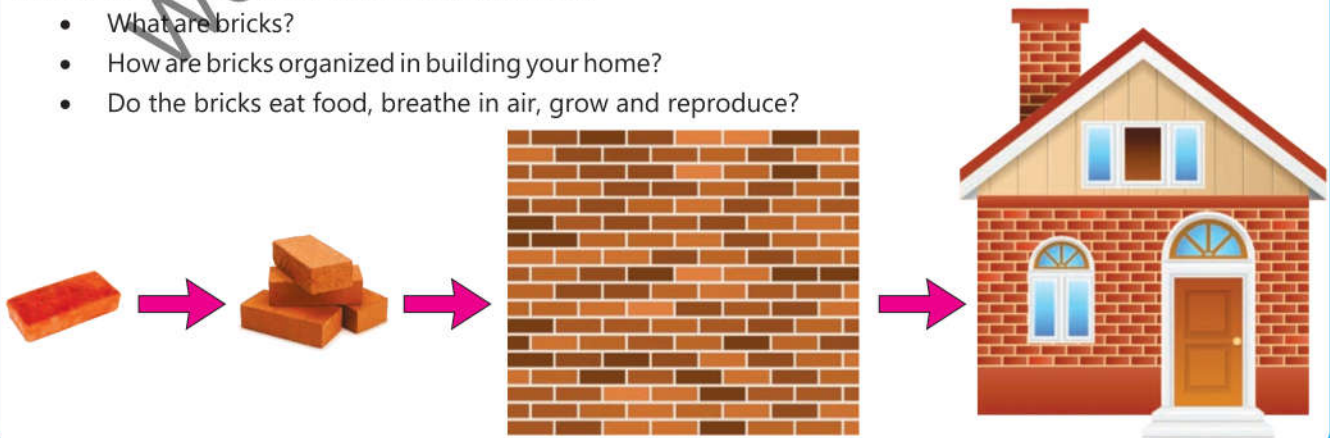 • What are bricks?
• How are bricks organized in building your home?
• Do the bricks eat food, breathe in air, grow and reproduce?